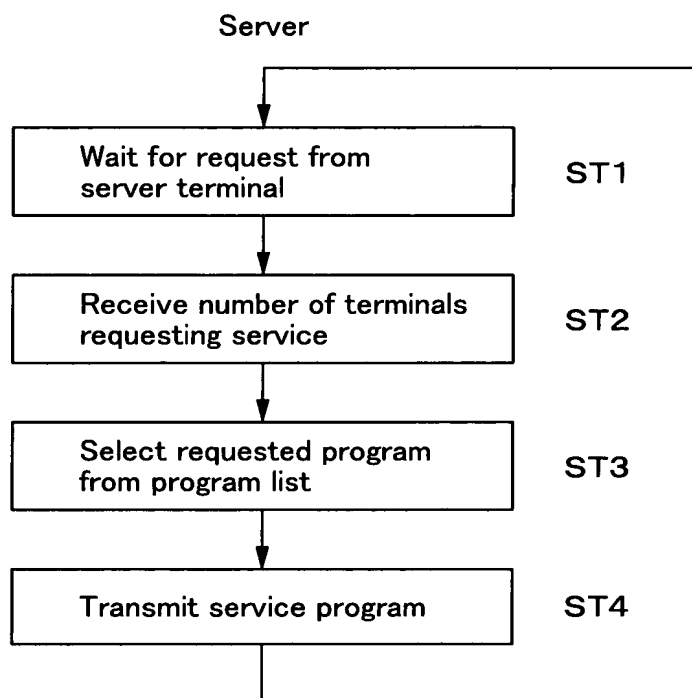 Server
Wait for request from
server terminal
ST1
Receive number of terminals
requesting service
ST2
Select requested program
from program list
ST3
Transmit service program
ST4